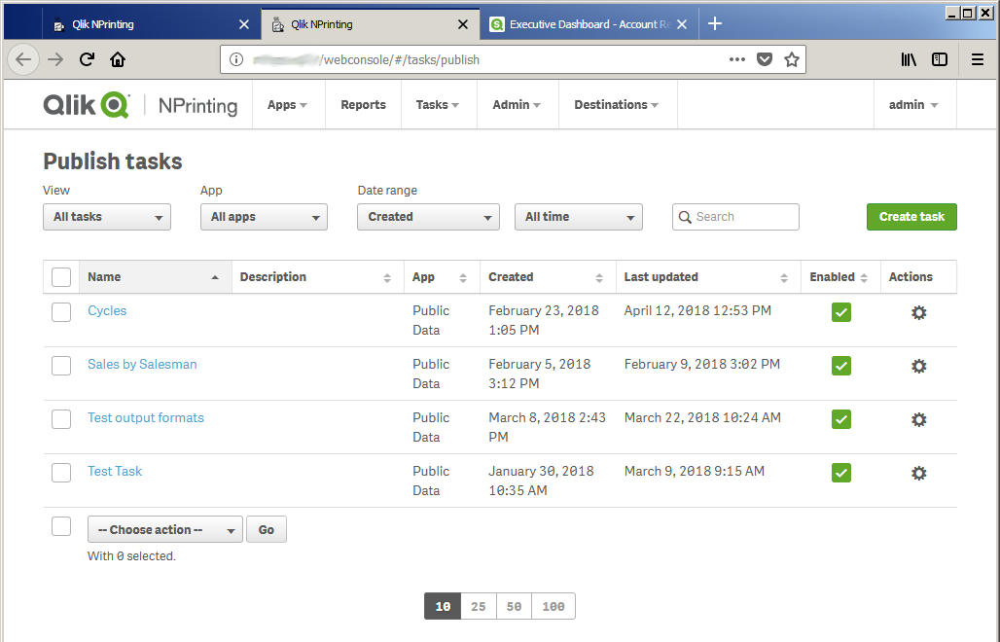 Qlik NPrinting
Qlik NPrinting
Executive Dashboard - Account Re
/webconsole/#/tasks/publish
Qlik NPrinting
Apps
Reports
Tasks
Admin
Destinations
admin
Publish tasks
View
App
Date range
All tasks
All apps
Created
All time
Search
Create task
Name
Description
App
Created
Last updated
Enabled
Actions
Cycles
Public
Data
February 23, 2018
1:05 PM
April 12, 2018 12:53 PM
Sales by Salesman
Public
Data
February 5, 2018
3:12 PM
February 9, 2018 3:02 PM
Test output formats
Public
Data
March 8, 2018 2:43
PM
March 22, 2018 10:24 AM
Test Task
Public
Data
January 30, 2018
10:35 AM
March 9, 2018 9:15 AM
-- Choose action --
Go
With 0 selected.
10
25
50
100